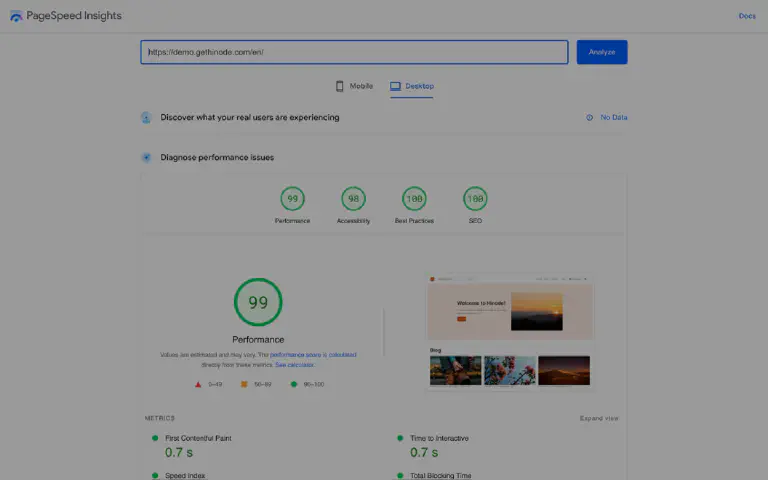 PageSpeed Insights
Docs
https://demo.gethinode.com/en/
Analyze
Mobile
Desktop
Discover what your real users are experiencing
No Data
Diagnose performance issues
99
98
100
100
Performance
Accessibility
Best Practices
SEO
99
Performance
Values are estimated and may vary. The performance score is calculated
directly from these metrics. See calculator.
0–49
50–89
90–100
Welcome to Hinode!
Blog
METRICS
Expand view
First Contentful Paint
0.7 s
Time to Interactive
0.7 s
Speed Index
Total Blocking Time